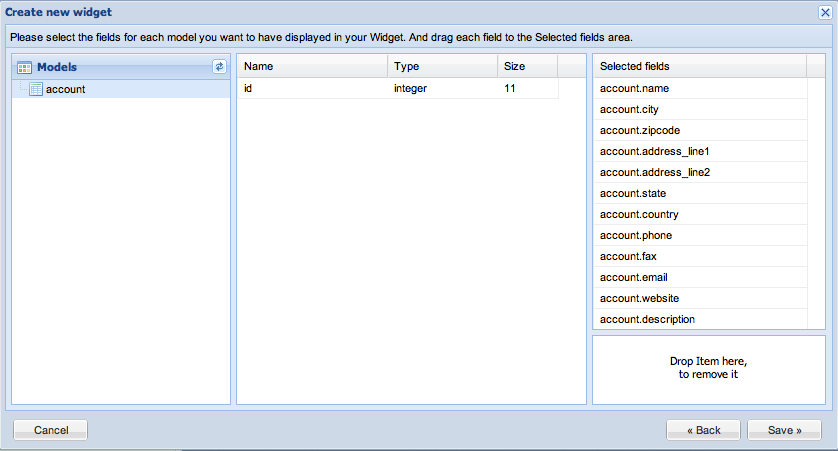 Create new widget
Please select the fields for each model you want to have displayed in your Widget. And drag each field to the Selected fields area.
Models
account
Name Type Size
id integer 11
Selected fields
account.name
account.city
account.zipcode
account.address_line1
account.address_line2
account.state
account.country
account.phone
account.fax
account.email
account.website
account.description
Drop Item here,
to remove it
Cancel
« Back
Save »